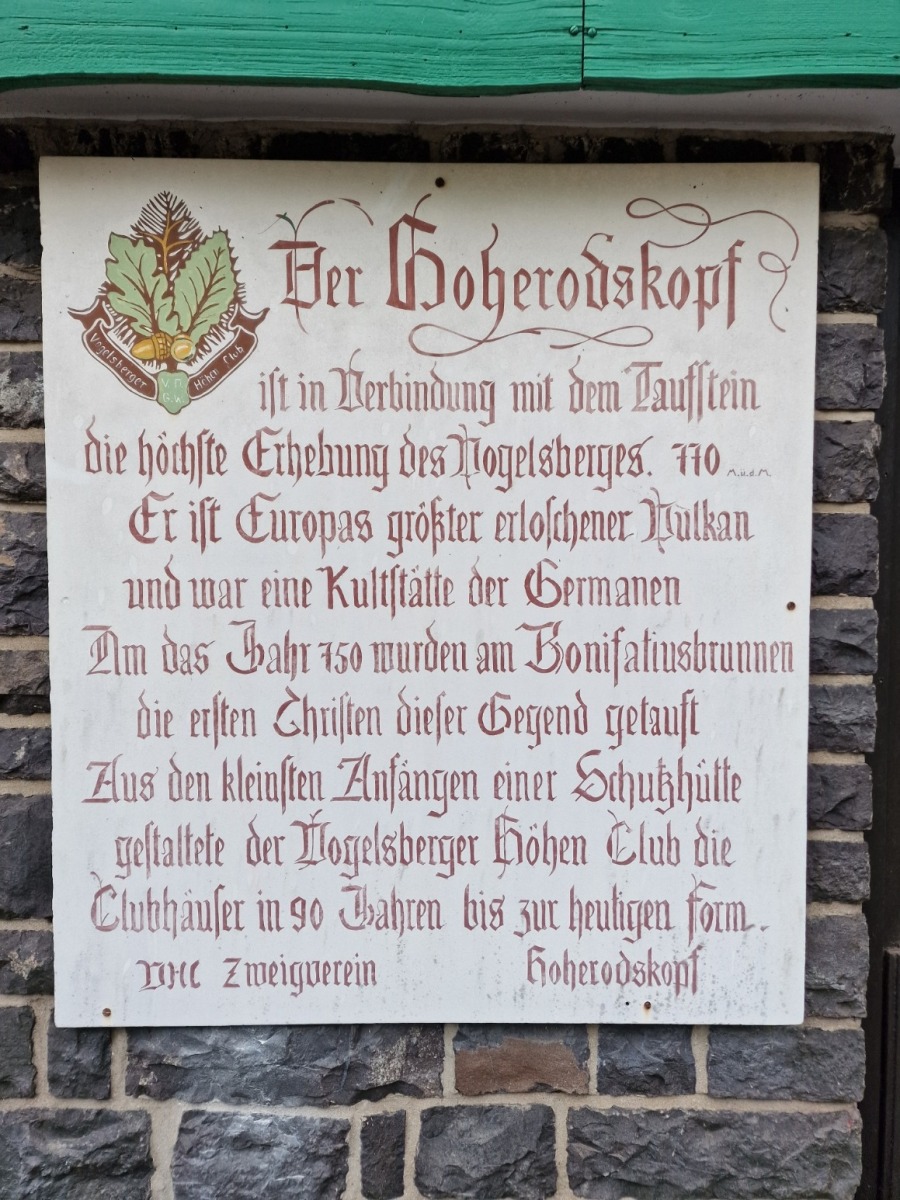 Der Hoherodskopf
Vogelsberger Höhen Club
V.
G.W.
ist in Verbindung mit dem Taufstein
die höchste Erhebung des Vogelsberges. 770 M.ü.d.M.
Er ist Europas größter erloschener Vulkan
und war eine Kultstätte der Germanen
Um das Jahr 750 wurden am Bonifatiusbrunnen
die ersten Christen dieser Gegend getauft
Aus den kleinsten Anfängen einer Schutzhütte
gestaltete der Vogelsberger Höhen Club die
Clubhäuser in 90 Jahren bis zur heutigen Form.
VHC Zweigverein Hoherodskopf